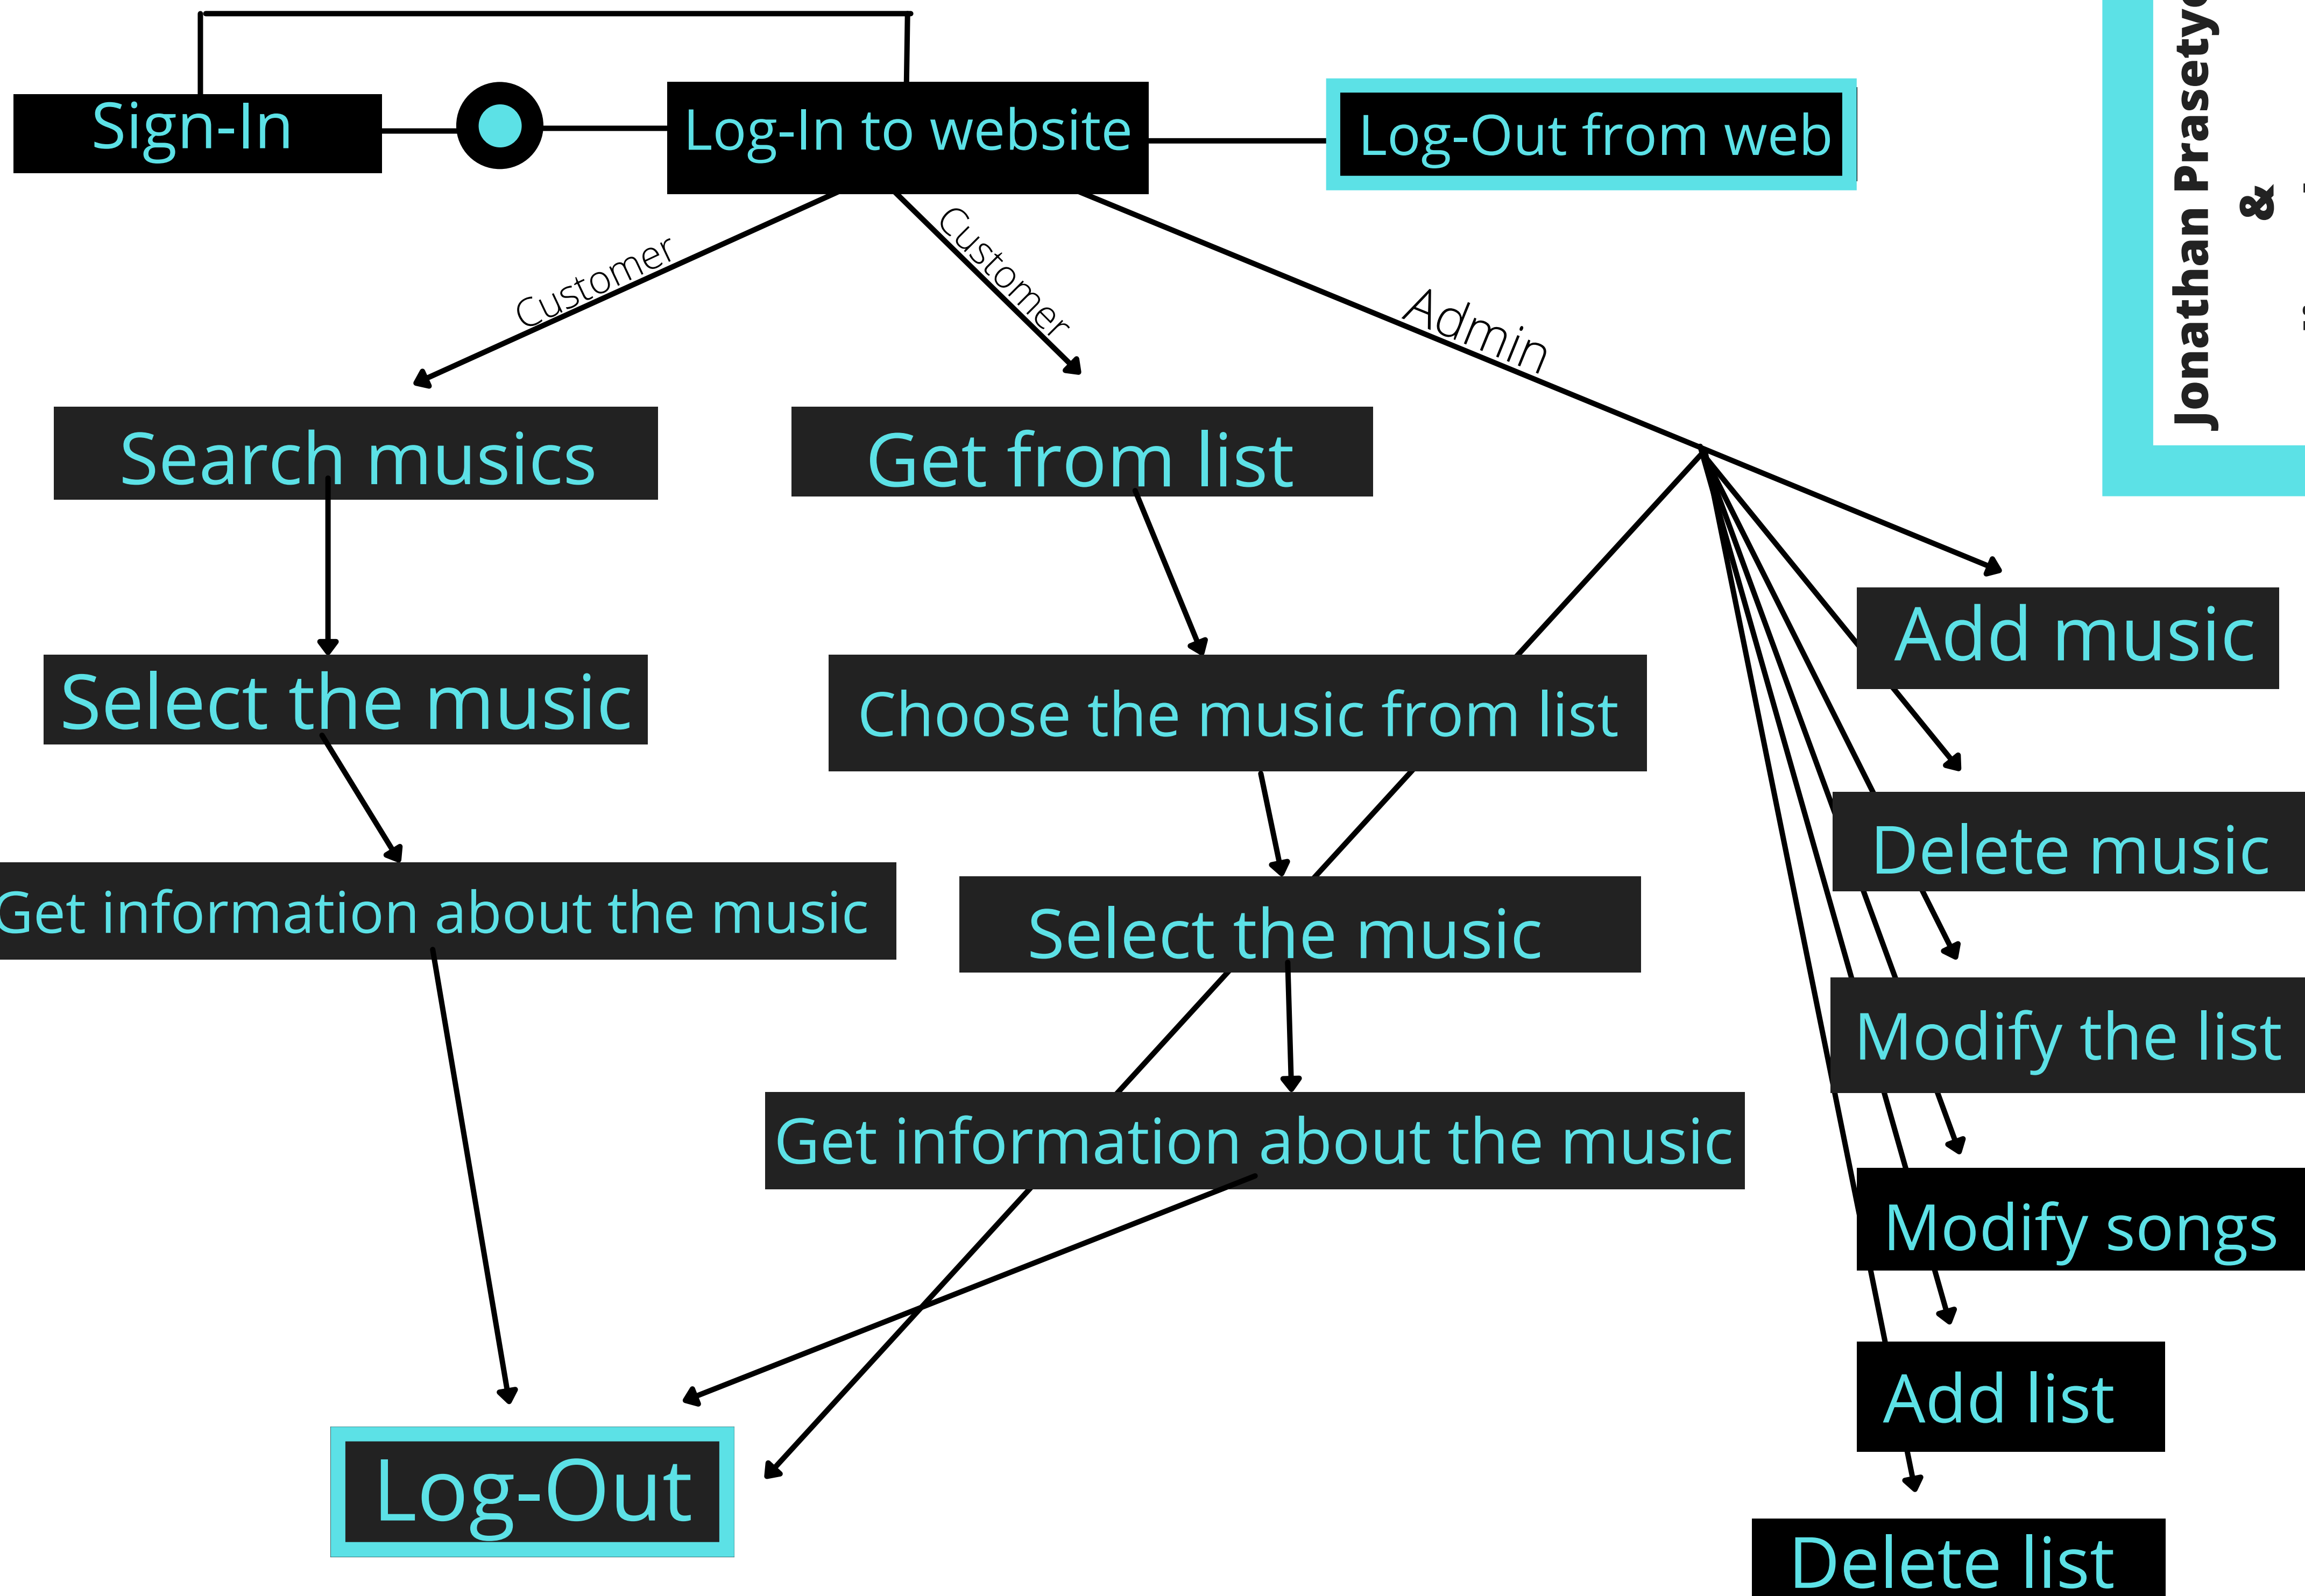 Sign-In
Log-In to website
Log-Out from web
Customer
Customer
Admin
Search musics
Get from list
Add music
Select the music
Choose the music from list
Delete music
Get information about the music
Select the music
Modify the list
Get information about the music
Modify songs
Add list
Log-Out
Delete list
Jonathan
&